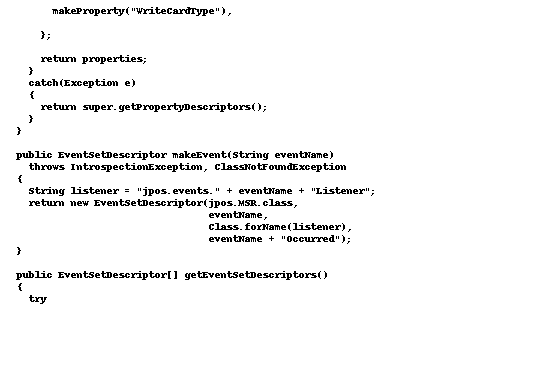 makeProperty("WriteCardType"),
};
return properties;
}
catch(Exception e)
{
return super.getPropertyDescriptors();
}
}
public EventSetDescriptor makeEvent(String eventName)
throws IntrospectionException, ClassNotFoundException
{
String listener = "jpos.events." + eventName + "Listener";
return new EventSetDescriptor(jpos.MSR.class,
eventName,
Class.forName(listener),
eventName + "Occurred");
}
public EventSetDescriptor[] getEventSetDescriptors()
{
try